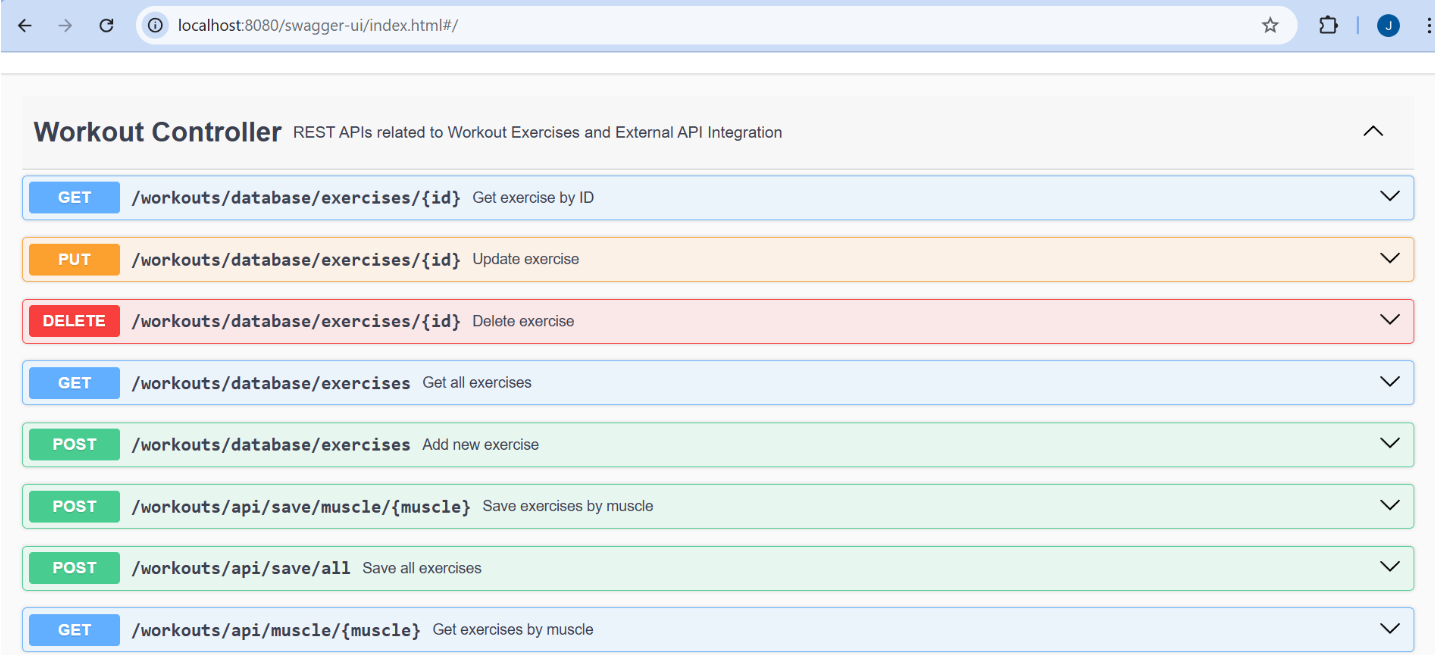 localhost:8080/swagger-ui/index.html#/
J
Workout Controller REST APIs related to Workout Exercises and External API Integration
GET /workouts/database/exercises/{id} Get exercise by ID
PUT /workouts/database/exercises/{id} Update exercise
DELETE /workouts/database/exercises/{id} Delete exercise
GET /workouts/database/exercises Get all exercises
POST /workouts/database/exercises Add new exercise
POST /workouts/api/save/muscle/{muscle} Save exercises by muscle
POST /workouts/api/save/all Save all exercises
GET /workouts/api/muscle/{muscle} Get exercises by muscle